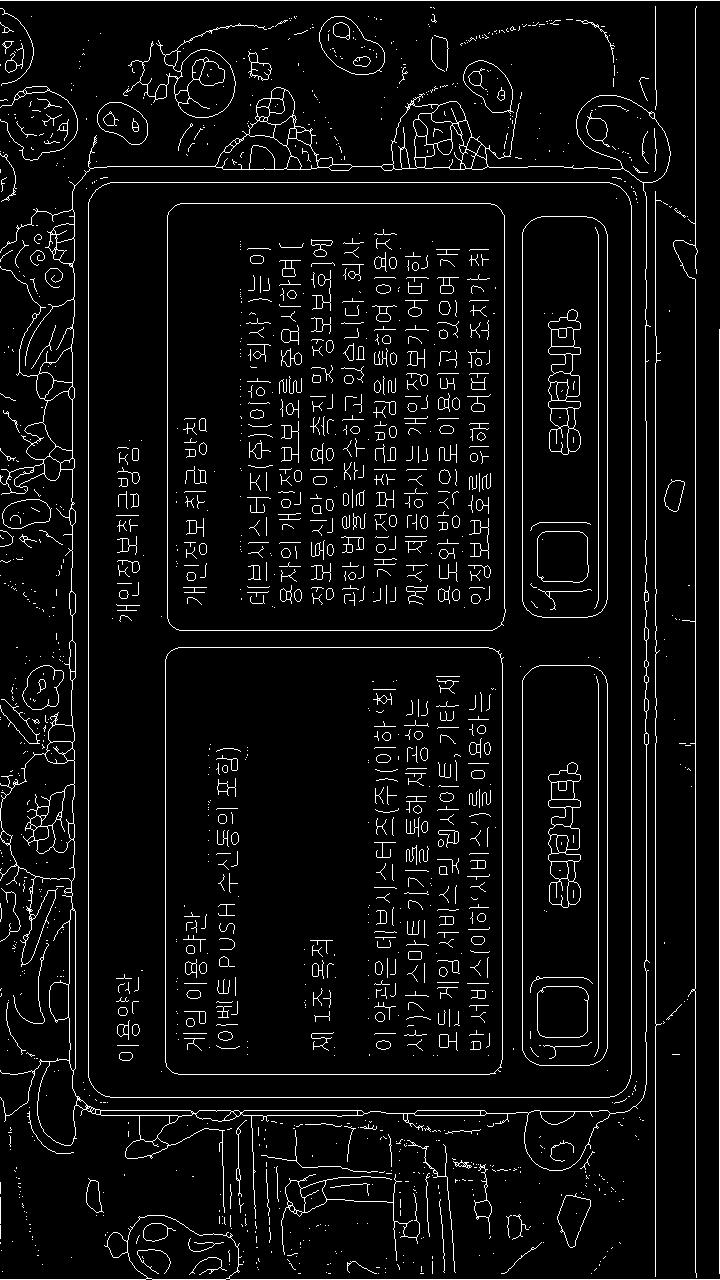 이용약관
게임 이용약관
(이벤트 PUSH 수신동의 포함)
제 1조 목적
이 약관은 데브시스터즈(주)(이하 '회
사')가 스마트 기기를 통해 제공하는
모든 게임 서비스 및 웹사이트, 기타 제
반 서비스(이하'서비스')를 이용하는
동의합니다.
개인정보취급방침
개인정보 취급 방침
데브시스터즈(주)(이하 '회사' )는 이
용자의 개인정보보호를 중요시하며 (
정보통신망 이용 촉진 및 정보보호)에
관한 법률을 준수하고 있습니다. 회사
는 개인정보취급방침을 통하여 이용자
께서 제공하시는 개인정보가 어떠한
용도와 방식으로 이용되고 있으며 개
인정보보호를 위해 어떠한 조치가 취
동의합니다.